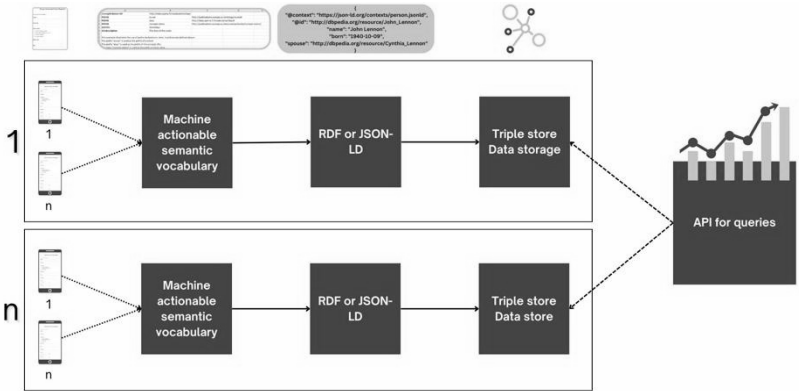 {
"@context": "https://json-ld.org/contexts/person.jsonld",
"@id": "http://dbpedia.org/resource/John_Lennon",
"name": "John Lennon",
"born": "1940-10-09",
"spouse": "http://dbpedia.org/resource/Cynthia_Lennon"
}
1
1
n
Machine
actionable
semantic
vocabulary
RDF or JSON-
LD
Triple store
Data storage
API for queries
n
1
n
Machine
actionable
semantic
vocabulary
RDF or JSON-
LD
Triple store
Data store